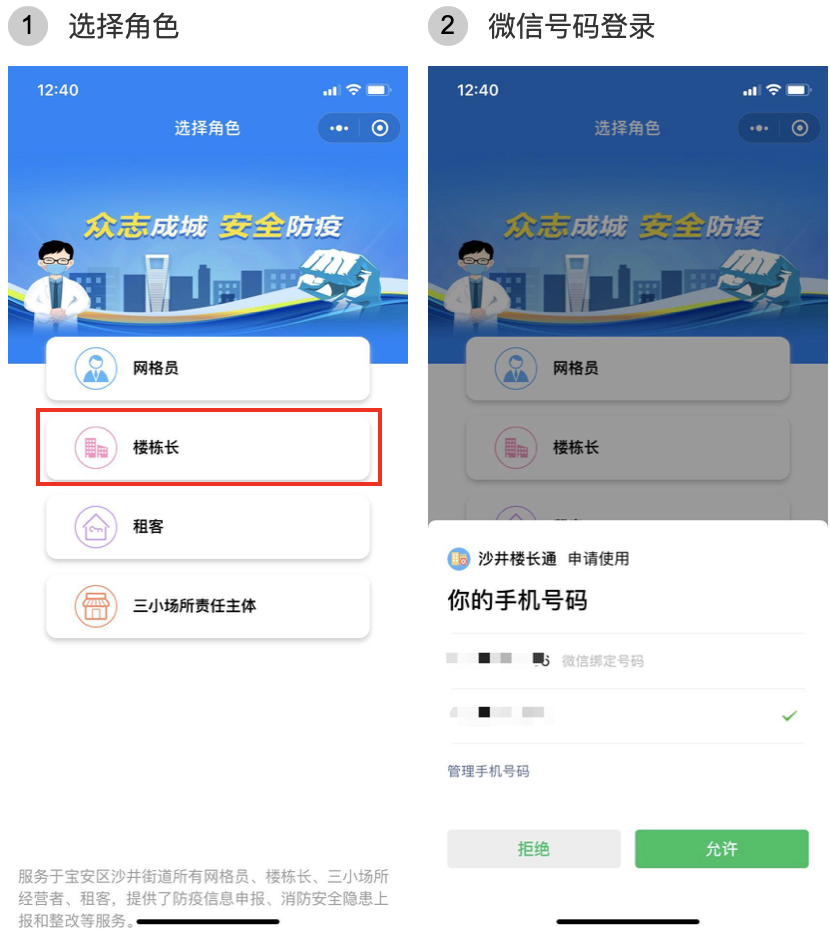 1 选择角色
12:40
选择角色
众志成城 安全防疫
网格员
楼栋长
租客
三小场所责任主体
服务于宝安区沙井街道所有网格员、楼栋长、三小场所
经营者、租客，提供了防疫信息申报、消防安全隐患上
报和整改等服务。
2 微信号码登录
12:40
选择角色
众志成城 安全防疫
网格员
楼栋长
沙井楼长通 申请使用
你的手机号码
6 微信绑定号码
管理手机号码
拒绝
允许